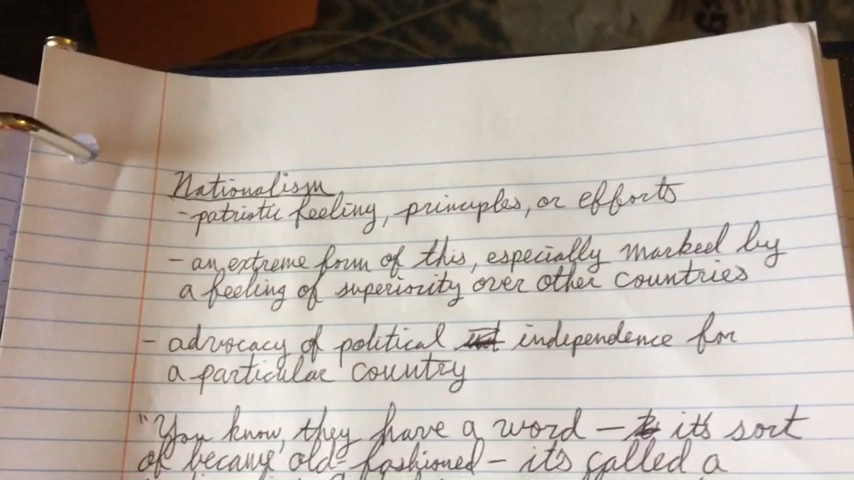 Nationalism
- patriotic feeling, principles, or efforts
- an extreme form of this, especially marked by
a feeling of superiority over other countries
- advocacy of political independence for
a particular country
"You know, they have a word - it's sort
of became old-fashioned - it's called a